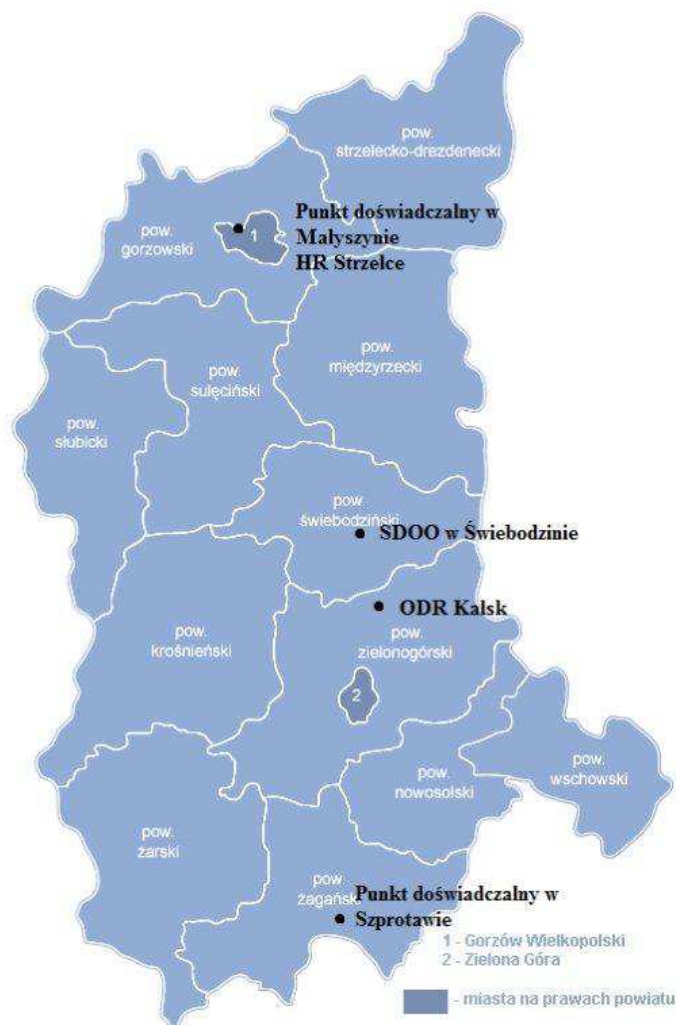 pow.
strzelecko-drezdenecki
pow.
gorzowski
1
Punkt doświadczalny w
Małyszynie
HR Strzelce
pow.
międzyrzecki
pow.
sulęciński
pow.
słubicki
pow.
świebodziński
SDOO w Świebodzinie
ODR Kalsk
pow.
krośnieński
pow.
zielonogórski
2
pow.
wschowski
pow.
nowosolski
pow.
żarski
pow.
żagański
Punkt doświadczalny w
Szprotawie
1 - Gorzów Wielkopolski
2 - Zielona Góra
- miasta na prawach powiatu